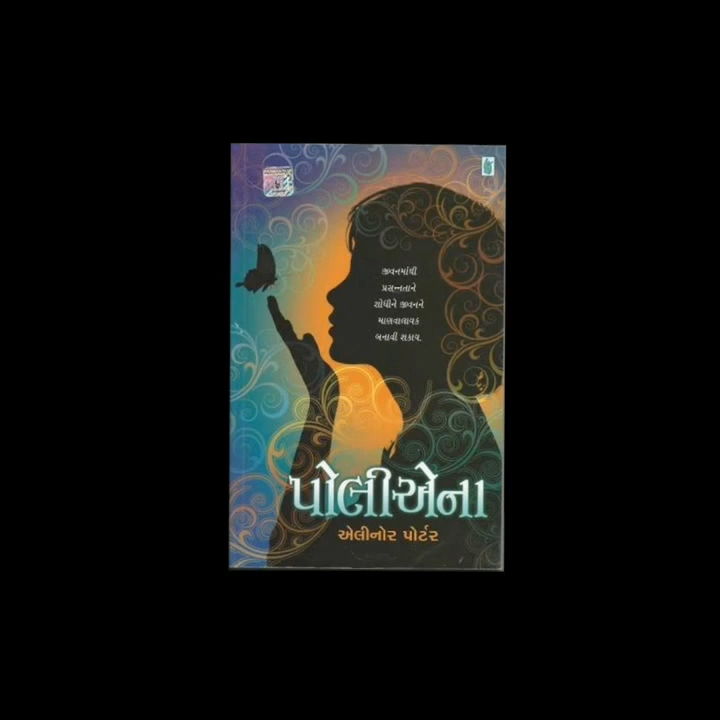 જીવનમાંથી
પ્રસન્નતાને
શોધીને જીવનને
માણવાલાયક
બનાવી શકાય.
પોલીએના
એલીનોર પોર્ટર